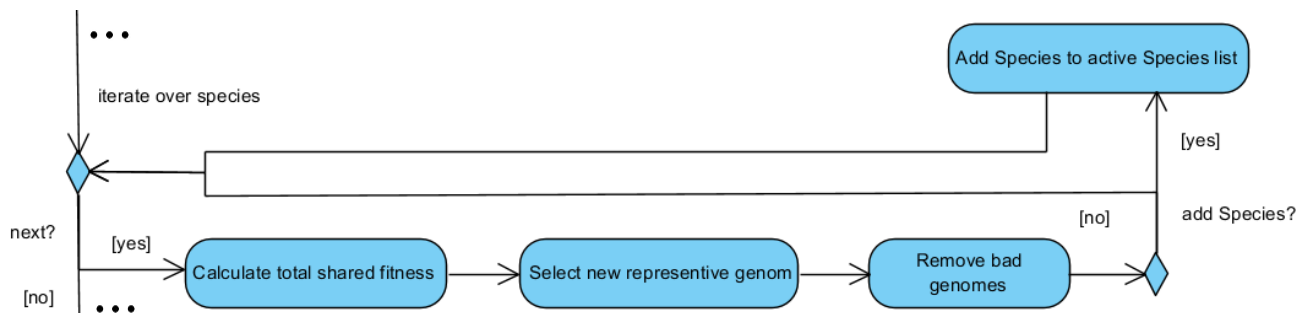 ...
Add Species to active Species list
iterate over species
[yes]
add Species?
[no]
next?
[yes]
Calculate total shared fitness
Select new representive genom
Remove bad
genomes
[no]
...